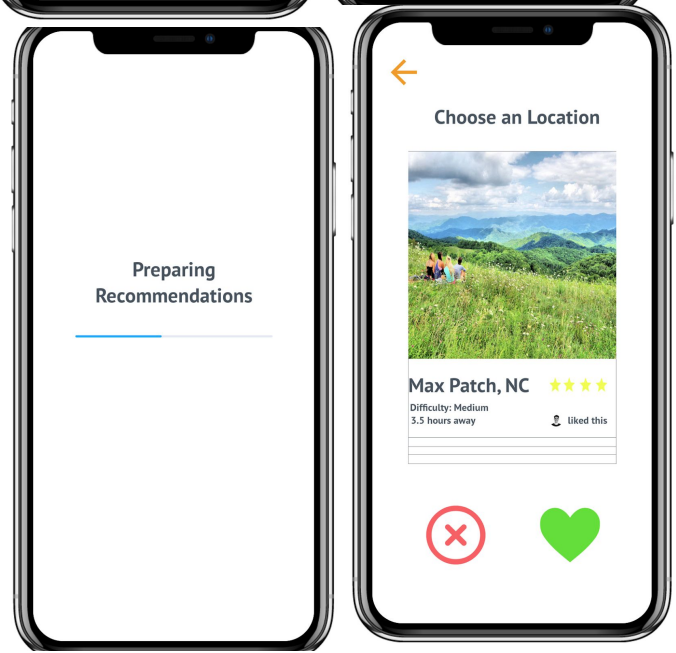 Preparing
Recommendations
Choose an Location
Max Patch, NC
Difficulty: Medium
3.5 hours away
liked this